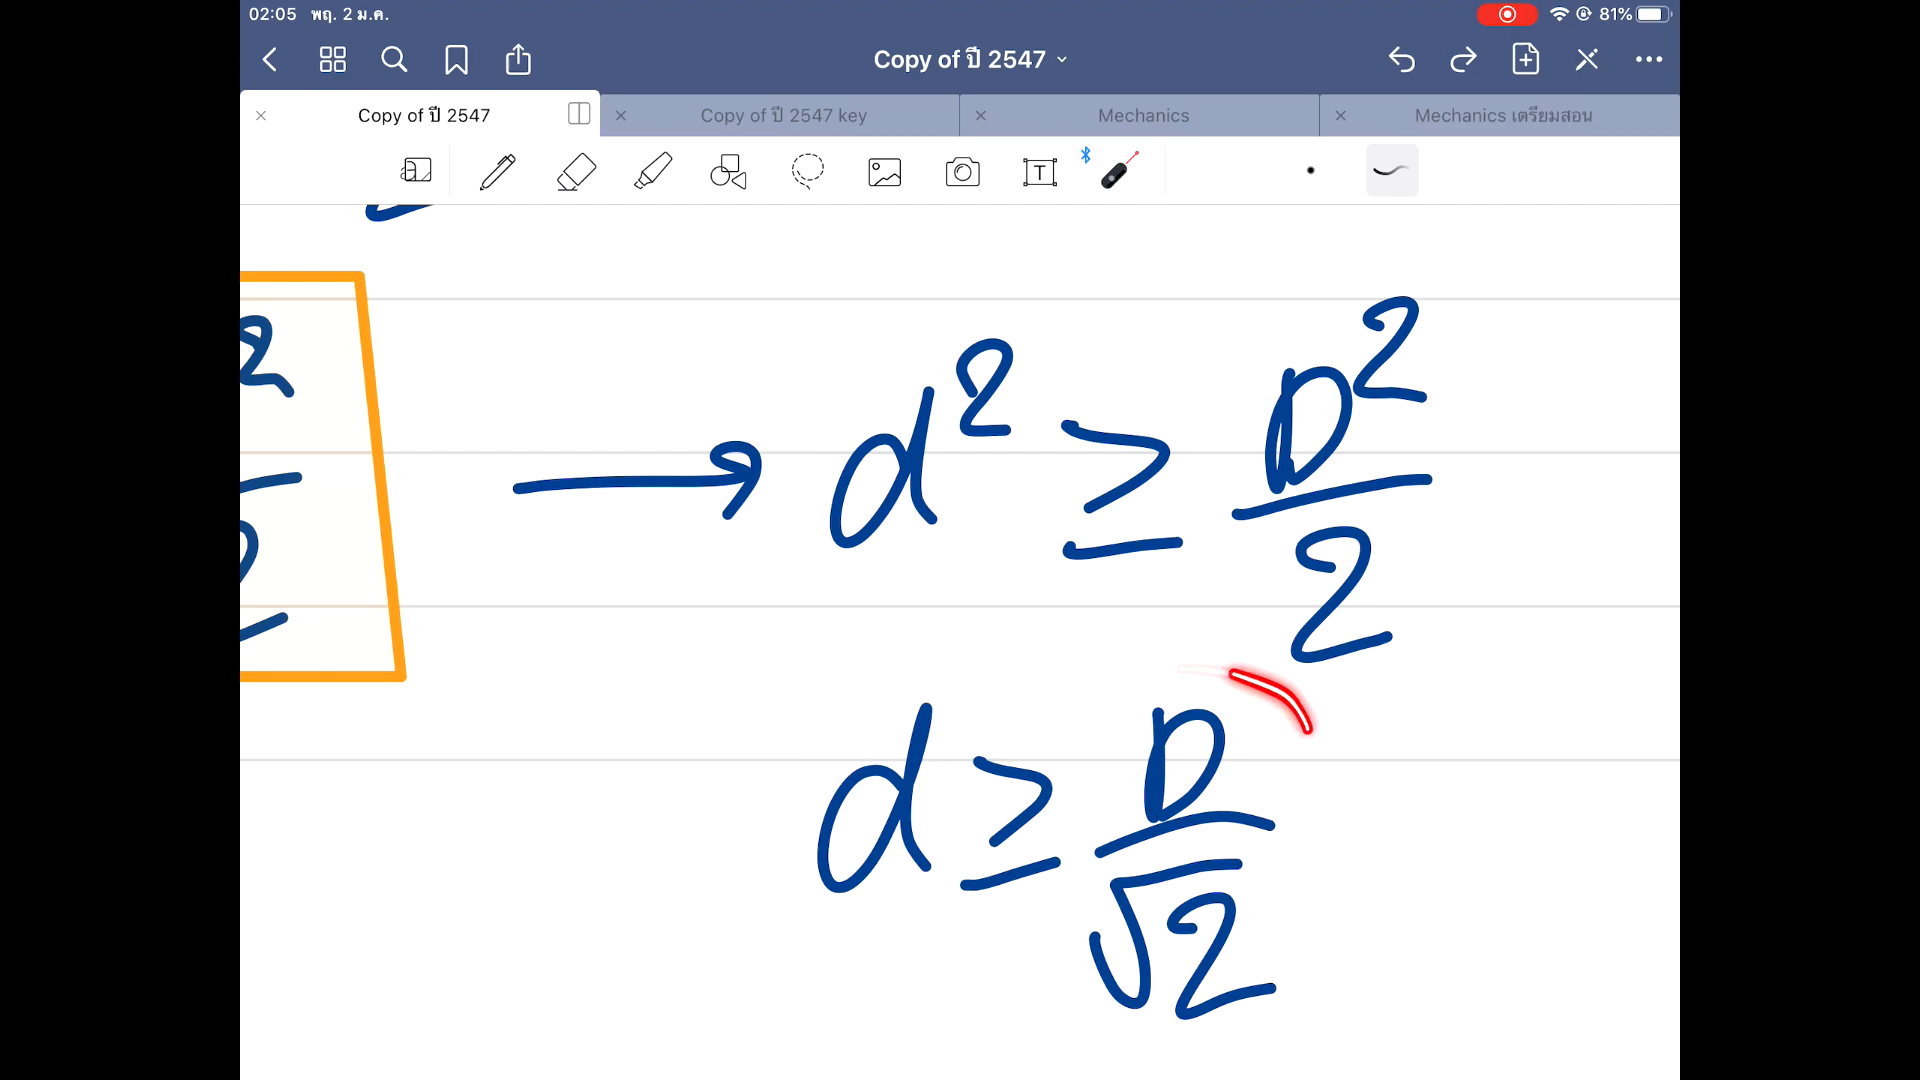 02:05 พฤ. 2 ม.ค.
81%
Copy of ปี 2547
Copy of ปี 2547
Copy of ปี 2547 key
Mechanics
Mechanics เตรียมสอน
T
→ d² ≥ D²/2
d ≥ D/√2